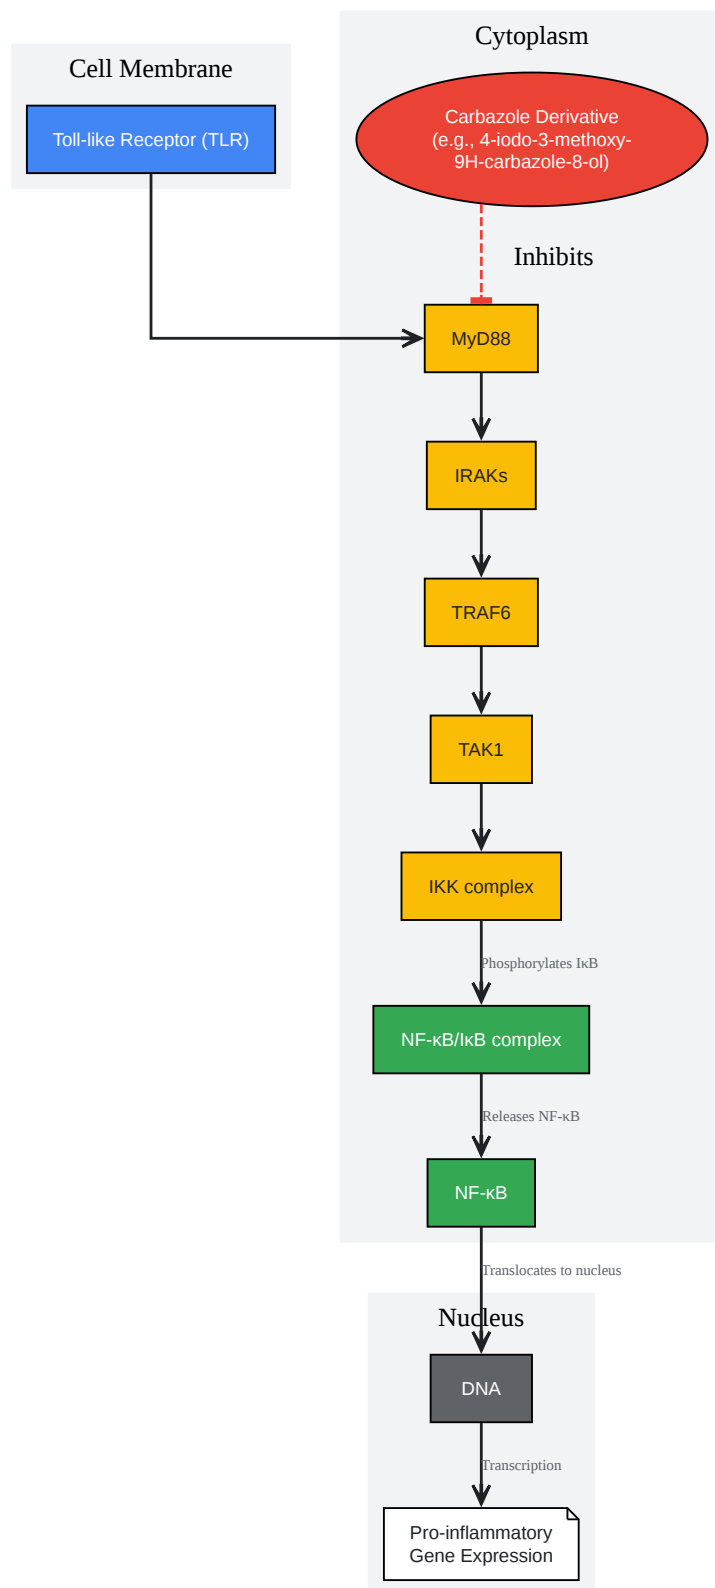 Cell Membrane
Toll-like Receptor (TLR)
Cytoplasm
Carbazole Derivative
(e.g., 4-iodo-3-methoxy-
9H-carbazole-8-ol)
Inhibits
MyD88
IRAKs
TRAF6
TAK1
IKK complex
Phosphorylates IκB
NF-κB/IκB complex
Releases NF-κB
NF-κB
Translocates to nucleus
Nucleus
DNA
Transcription
Pro-inflammatory
Gene Expression